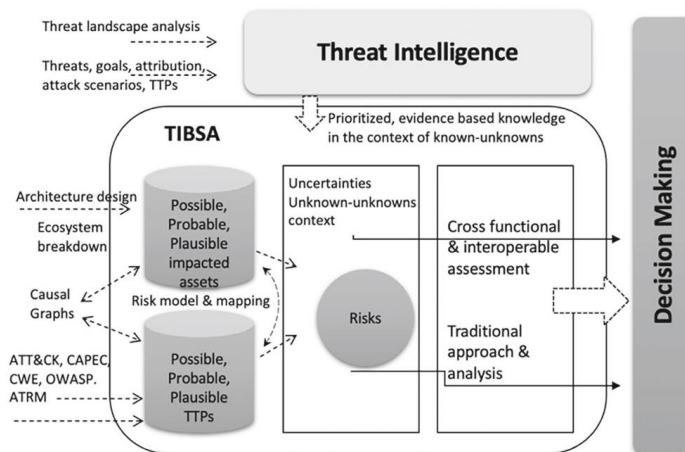 Threat landscape analysis
Threats, goals, attribution,
attack scenarios, TTPs
Threat Intelligence
Prioritized, evidence based knowledge
in the context of known-unknowns
TIBSA
Architecture design
Ecosystem
breakdown
Possible,
Probable,
Plausible
impacted
assets
Causal
Graphs
Risk model & mapping
ATT&CK, CAPEC,
CWE, OWASP.
ATRM
Possible,
Probable,
Plausible
TTPs
Uncertainties
Unknown-unknowns
context
Risks
Cross functional
& interoperable
assessment
Traditional
approach &
analysis
Decision Making